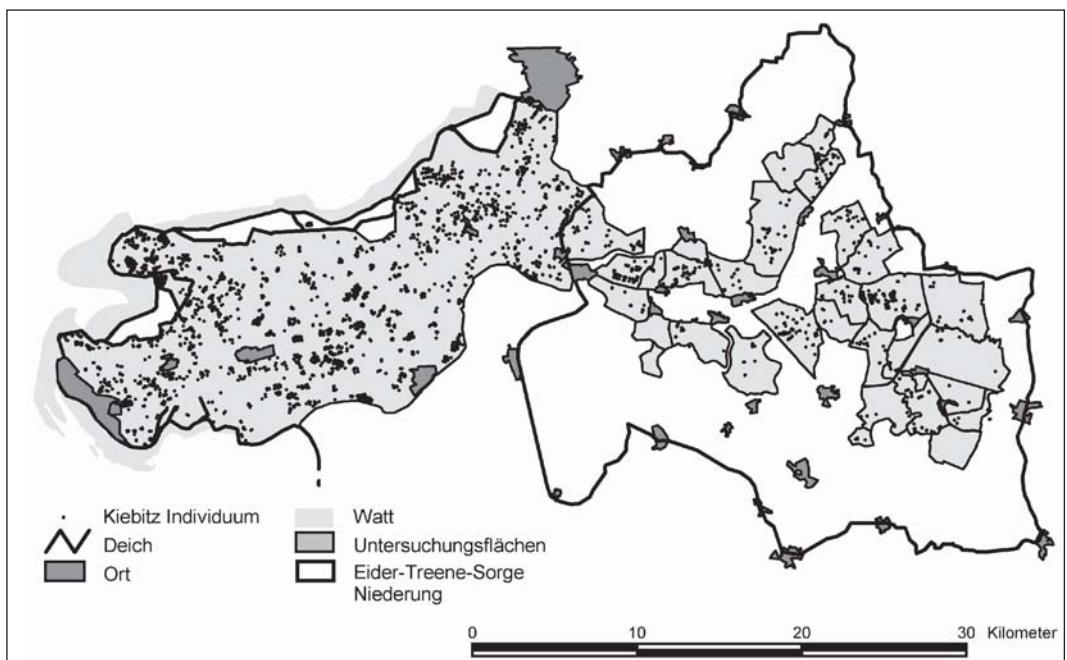 Kiebitz Individuum
Deich
Ort
Watt
Untersuchungsflächen
Eider-Treene-Sorge
Niederung
0 10 20 30 Kilometer